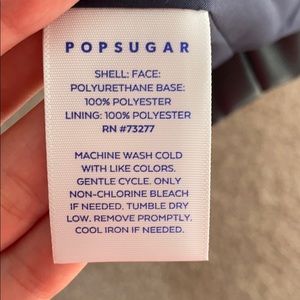 POPSUGAR
SHELL: FACE:
POLYURETHANE BASE:
100% POLYESTER
LINING: 100% POLYESTER
RN #73277
MACHINE WASH COLD
WITH LIKE COLORS.
GENTLE CYCLE. ONLY
NON-CHLORINE BLEACH
IF NEEDED. TUMBLE DRY
LOW. REMOVE PROMPTLY.
COOL IRON IF NEEDED.